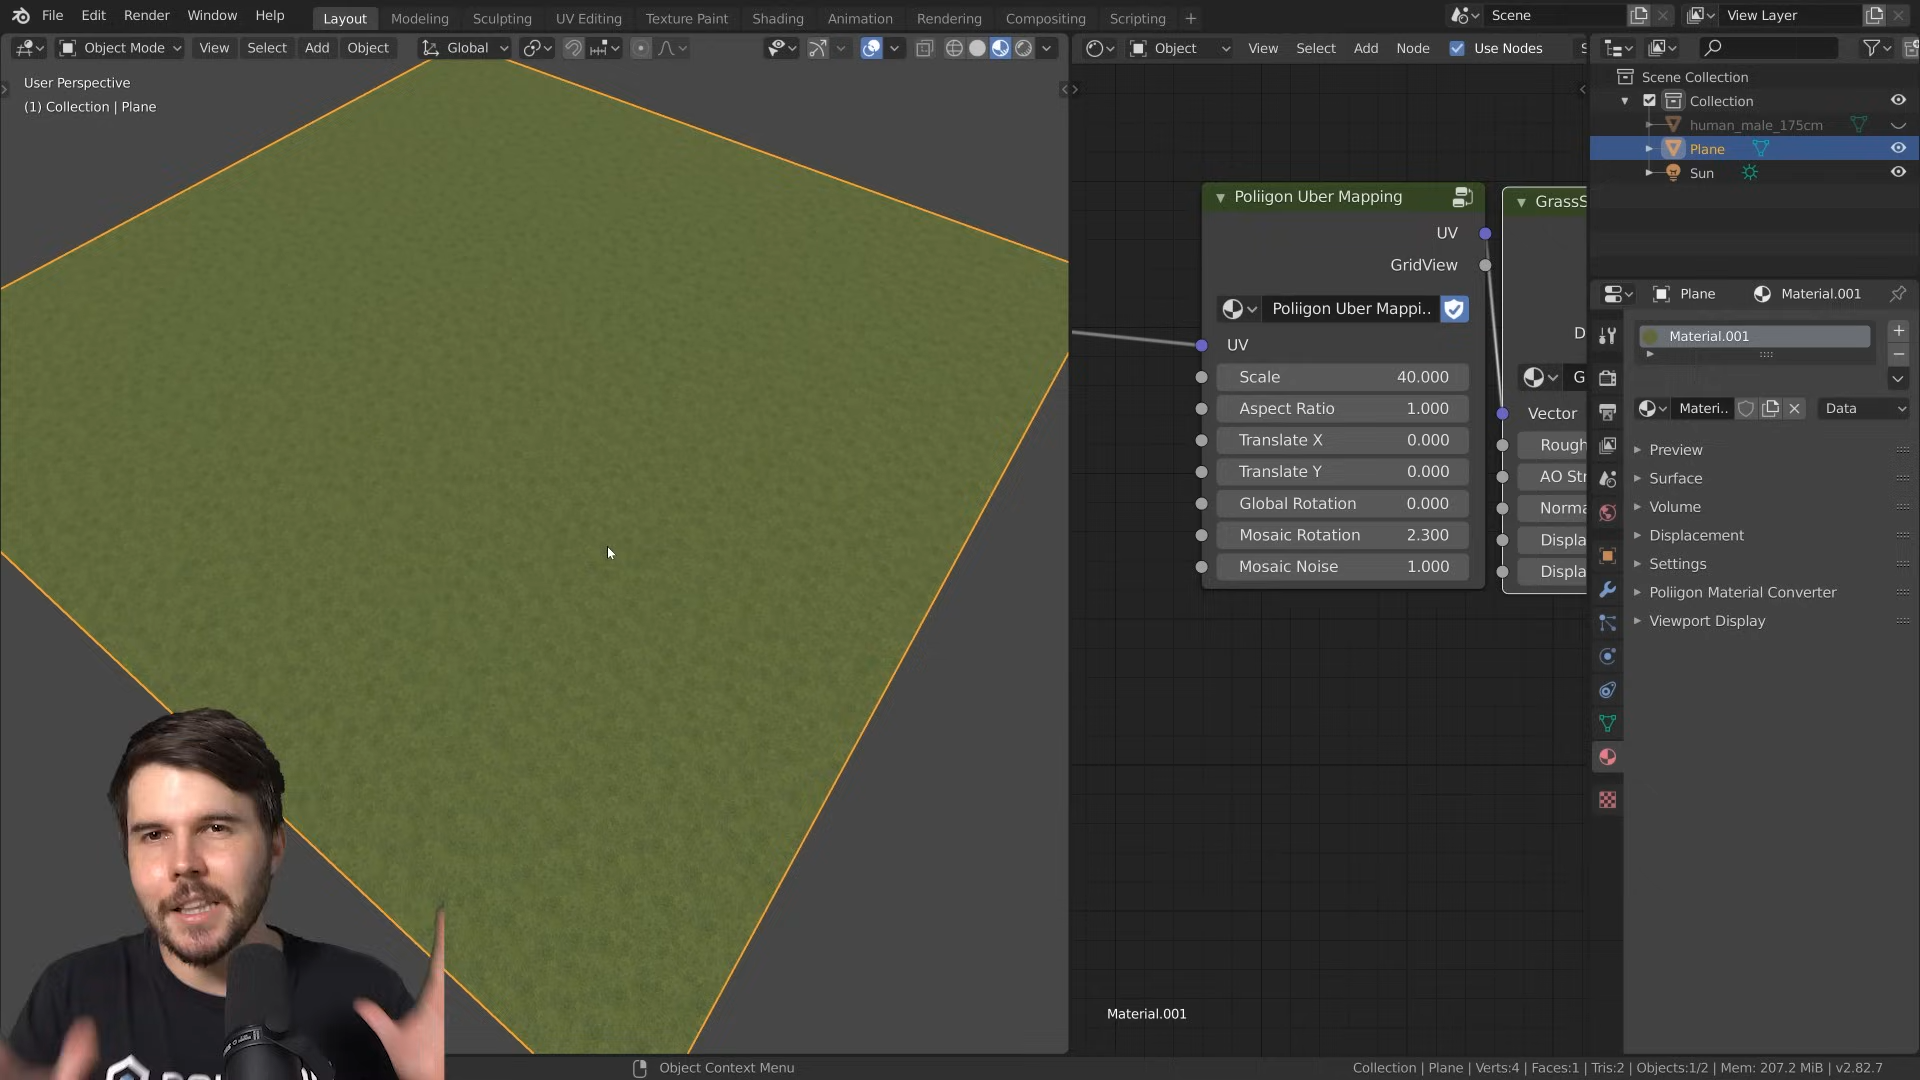 File Edit Render Window Help Layout Modeling Sculpting UV Editing Texture Paint Shading Animation Rendering Compositing Scripting + Scene View Layer
Object Mode View Select Add Object Global Object View Select Add Node Use Nodes
User Perspective
(1) Collection | Plane
Scene Collection
Collection
human_male_175cm
Plane
Sun
Poliigon Uber Mapping
UV
GridView
Poliigon Uber Mappi..
UV
Scale 40.000
Aspect Ratio 1.000
Translate X 0.000
Translate Y 0.000
Global Rotation 0.000
Mosaic Rotation 2.300
Mosaic Noise 1.000
GrassS
D
G
Vector
Rough
AO Str
Norma
Displa
Displa
Plane Material.001
Material.001
Materi.. Data
Preview
Surface
Volume
Displacement
Settings
Poliigon Material Converter
Viewport Display
Material.001
Object Context Menu
Collection | Plane | Verts:4 | Faces:1 | Tris:2 | Objects:1/2 | Mem: 207.2 MiB | v2.82.7